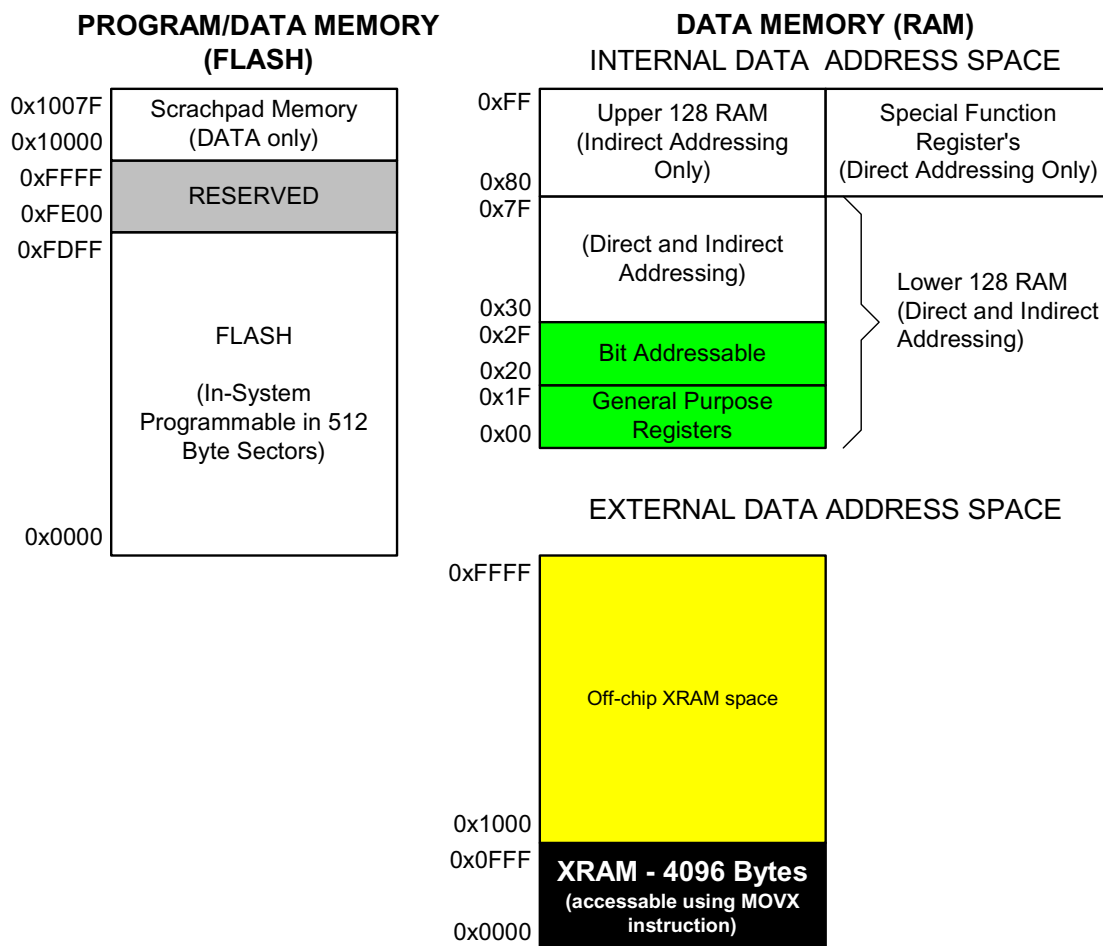 PROGRAM/DATA MEMORY
(FLASH)
0x1007F
Scrachpad Memory
(DATA only)
0x10000
0xFFFF
RESERVED
0xFE00
0xFDFF
FLASH
(In-System
Programmable in 512
Byte Sectors)
0x0000
DATA MEMORY (RAM)
INTERNAL DATA ADDRESS SPACE
0xFF
Upper 128 RAM
(Indirect Addressing
Only)
Special Function
Register's
(Direct Addressing Only)
0x80
0x7F
(Direct and Indirect
Addressing)
0x30
Lower 128 RAM
(Direct and Indirect
Addressing)
0x2F
Bit Addressable
0x20
0x1F
General Purpose
Registers
0x00
EXTERNAL DATA ADDRESS SPACE
0xFFFF
Off-chip XRAM space
0x1000
0x0FFF
XRAM - 4096 Bytes
(accessable using MOVX
instruction)
0x0000